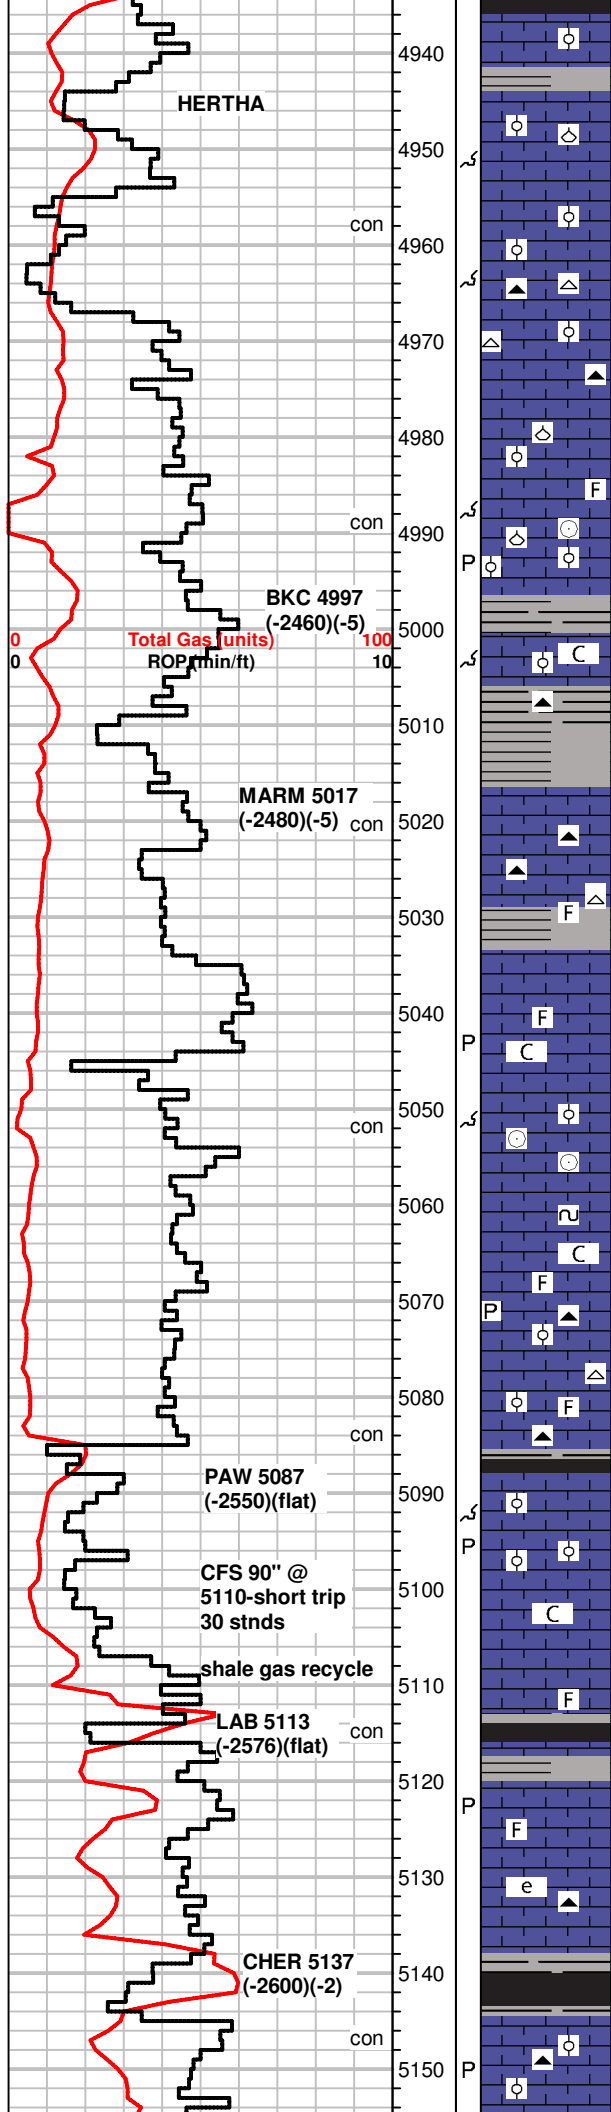 4940
HERTHA
4950
con
4960
4970
4980
F
con
4990
P
BKC 4997
(-2460)(-5)
5000
0 Total Gas (units) 100
0 ROP (min/ft) 10
C
5010
MARM 5017
(-2480)(-5)
con
5020
F
5030
F
5040
P
C
5050
con
5060
C
F
5070
P
5080
F
con
PAW 5087
(-2550)(flat)
5090
P
CFS 90" @
5110-short trip
30 stnds
5100
C
shale gas recycle
5110
F
LAB 5113
(-2576)(flat)
con
5120
P
F
5130
e
CHER 5137
(-2600)(-2)
5140
con
5150
P